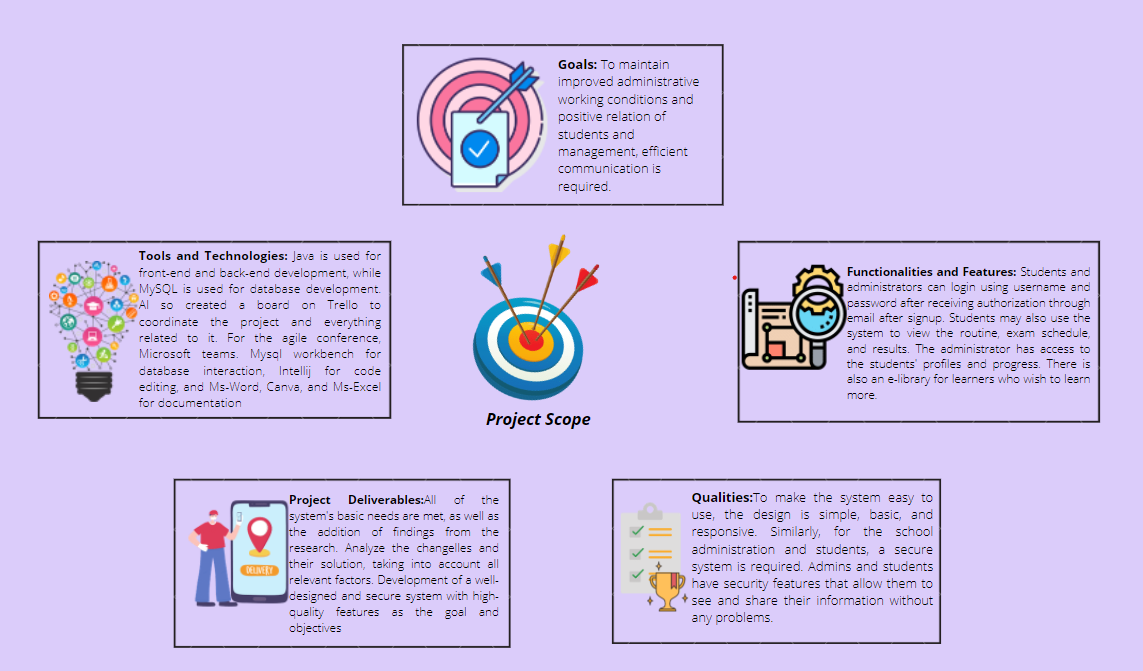 Goals: To maintain
improved administrative
working conditions and
positive relation of
students and
management, efficient
communication is
required.
Tools and Technologies: Java is used for
front-end and back-end development, while
MySQL is used for database development.
Al so created a board on Trello to
coordinate the project and everything
related to it. For the agile conference,
Microsoft teams. Mysql workbench for
database interaction, Intellij for code
editing, and Ms-Word, Canva, and Ms-Excel
for documentation
Project Scope
Functionalities and Features: Students and
administrators can login using username and
password after receiving authorization through
email after signup. Students may also use the
system to view the routine, exam schedule,
and results. The administrator has access to
the students' profiles and progress. There is
also an e-library for learners who wish to learn
more.
Project Deliverables:All of the
system's basic needs are met, as well as
the addition of findings from the
research. Analyze the changelles and
their solution, taking into account all
relevant factors. Development of a well-
designed and secure system with high-
quality features as the goal and
objectives
DELIVERY
Qualities:To make the system easy to
use, the design is simple, basic, and
responsive. Similarly, for the school
administration and students, a secure
system is required. Admins and students
have security features that allow them to
see and share their information without
any problems.